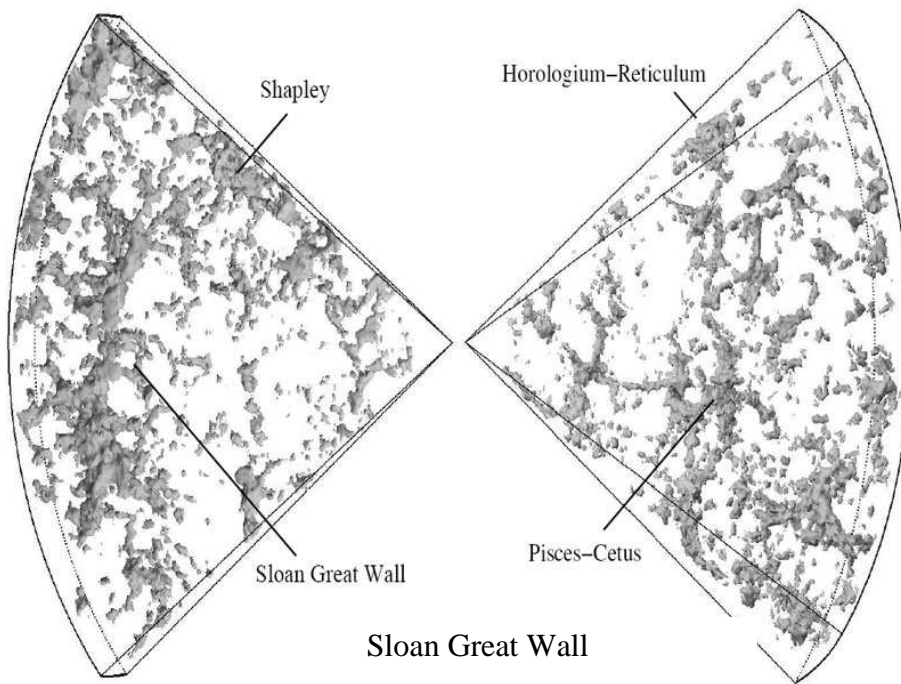 Horologium–Reticulum
Shapley
Sloan Great Wall
Pisces–Cetus
Sloan Great Wall